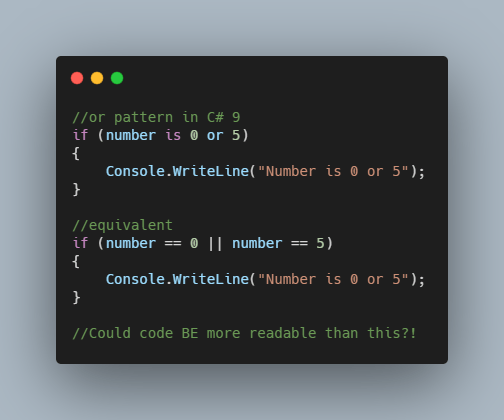 //or pattern in C# 9
if (number is 0 or 5)
{
    Console.WriteLine("Number is 0 or 5");
}
//equivalent
if (number == 0 || number == 5)
{
    Console.WriteLine("Number is 0 or 5");
}
//Could code BE more readable than this?!